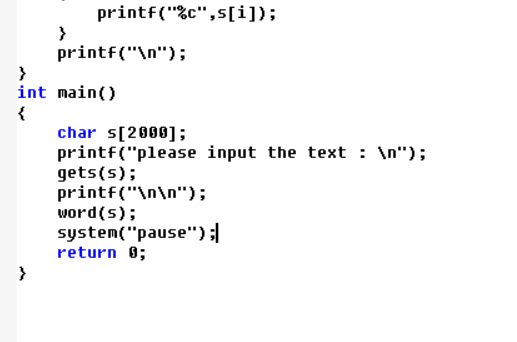 printf("%c",s[i]);
}
printf("\n");
}
int main()
{
char s[2000];
printf("please input the text : \n");
gets(s);
printf("\n\n");
word(s);
system("pause");
return 0;
}